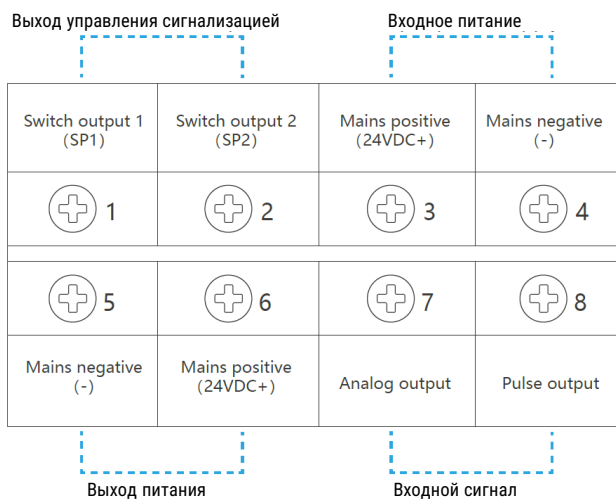 Выход управления сигнализацией
Входное питание
Switch output 1
(SP1)
Switch output 2
(SP2)
Mains positive
(24VDC+)
Mains negative
(-)
1
2
3
4
5
6
7
8
Mains negative
(-)
Mains positive
(24VDC+)
Analog output
Pulse output
Выход питания
Входной сигнал